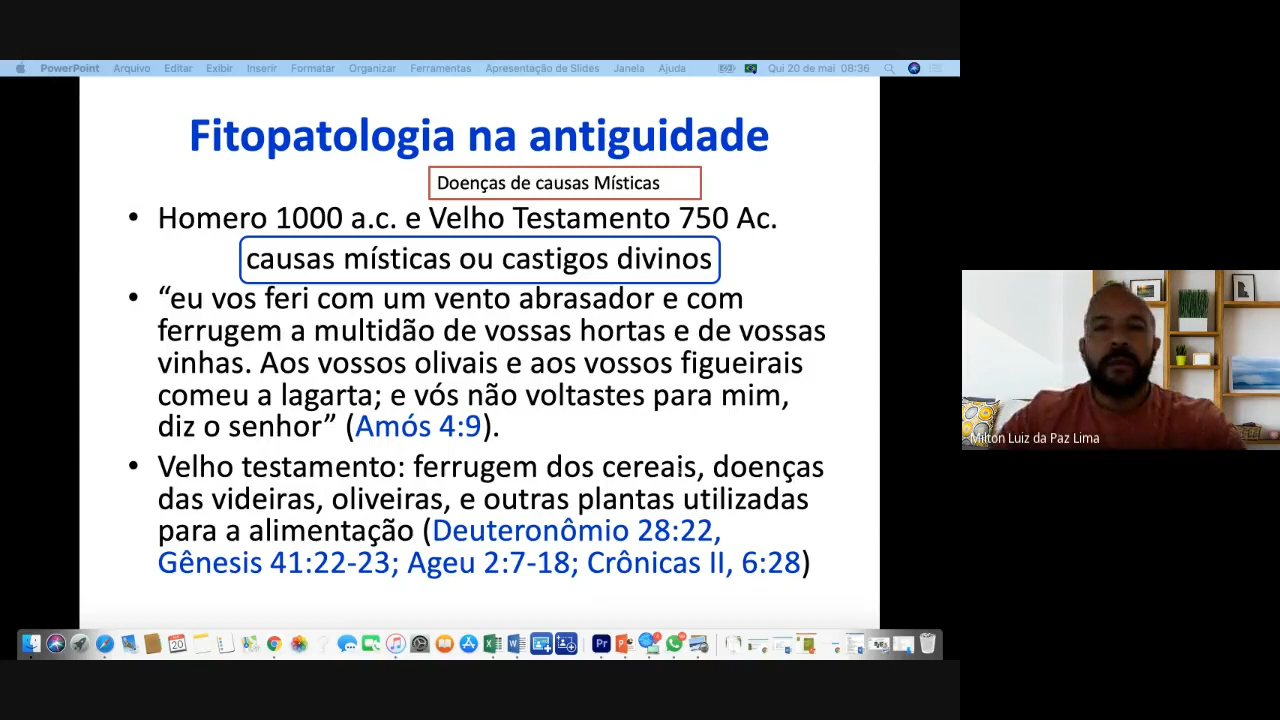 PowerPoint Arquivo Editar Exibir Inserir Formatar Organizar Ferramentas Apresentação de Slides Janela Ajuda Qui 20 de mai 08:36
Fitopatologia na antiguidade
Doenças de causas Místicas
• Homero 1000 a.c. e Velho Testamento 750 Ac.
causas místicas ou castigos divinos
• “eu vos feri com um vento abrasador e com
ferrugem a multidão de vossas hortas e de vossas
vinhas. Aos vossos olivais e aos vossos figueirais
comeu a lagarta; e vós não voltastes para mim,
diz o senhor” (Amós 4:9).
• Velho testamento: ferrugem dos cereais, doenças
das videiras, oliveiras, e outras plantas utilizadas
para a alimentação (Deuteronômio 28:22,
Gênesis 41:22-23; Ageu 2:7-18; Crônicas II, 6:28)
Milton Luiz da Paz Lima
20
Pr